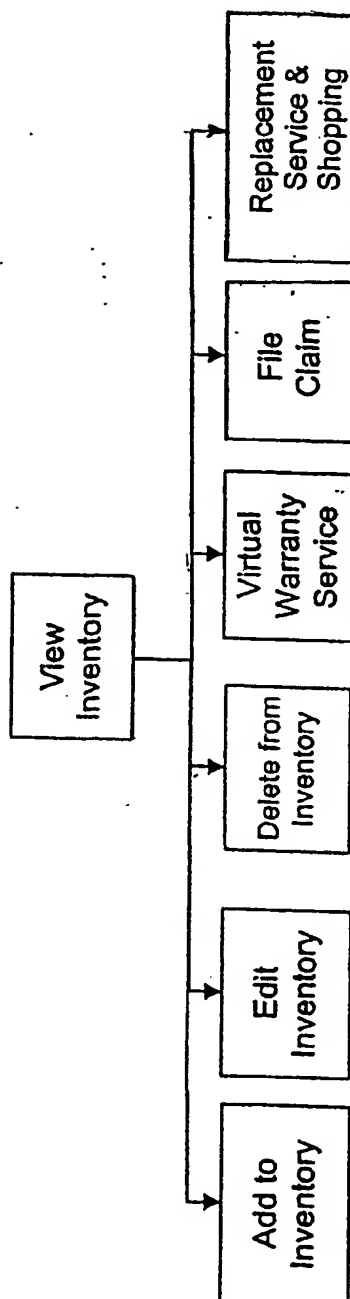 View
Inventory
Add to
Inventory
Edit
Inventory
Delete from
Inventory
Virtual
Warranty
Service
File
Claim
Replacement
Service &
Shopping